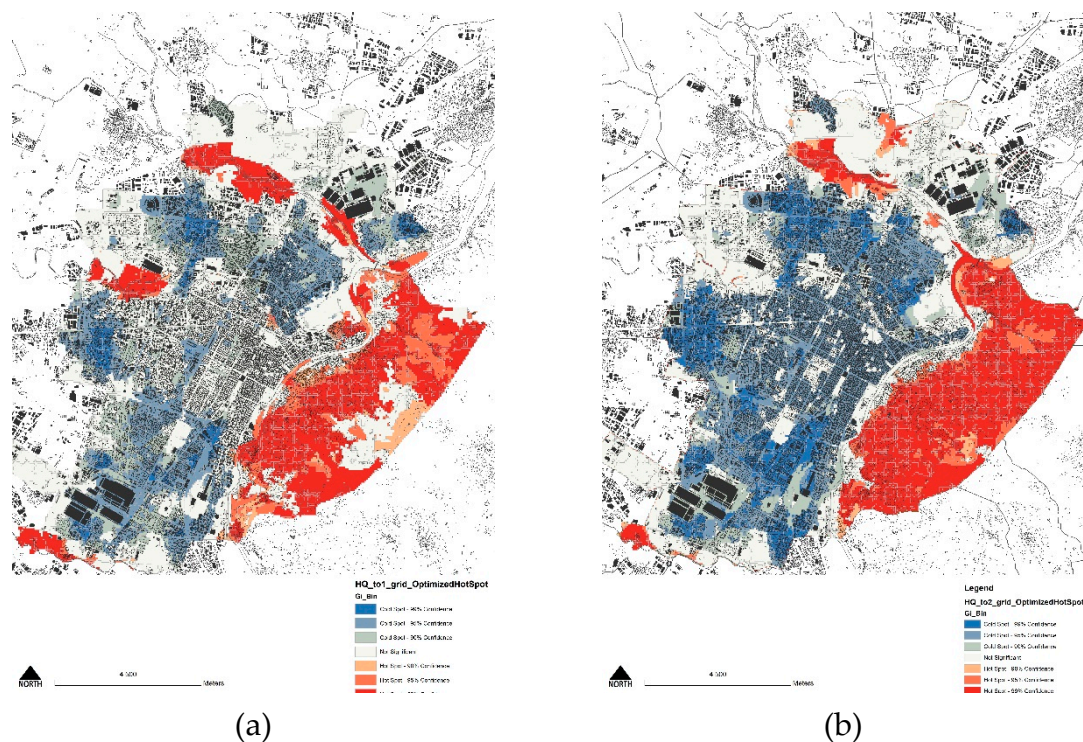 HQ_to1_grid_OptimizedHotSpot
Gi_Bin
Cold Spot - 99% Confidence
Cold Spot - 95% Confidence
Cold Spot - 90% Confidence
Not Significant
Hot Spot - 90% Confidence
Hot Spot - 95% Confidence
NORTH
Meters
(a)
Legend
HQ_to2_grid_OptimizedHotSpot
Gi_Bin
Cold Spot - 99% Confidence
Cold Spot - 95% Confidence
Cold Spot - 90% Confidence
Not Significant
Hot Spot - 90% Confidence
Hot Spot - 95% Confidence
Hot Spot - 99% Confidence
NORTH
Meters
(b)